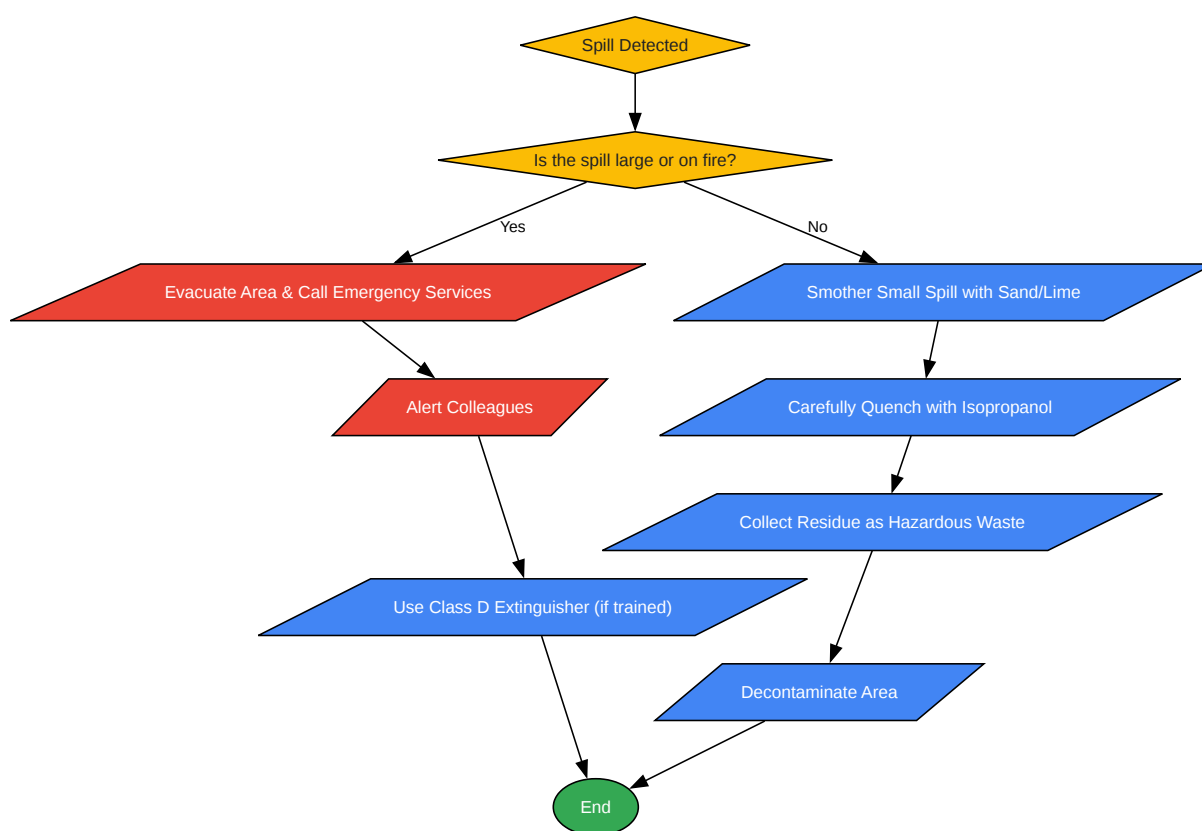 Spill Detected
Is the spill large or on fire?
Yes
No
Evacuate Area & Call Emergency Services
Smother Small Spill with Sand/Lime
Alert Colleagues
Carefully Quench with Isopropanol
Collect Residue as Hazardous Waste
Use Class D Extinguisher (if trained)
Decontaminate Area
End